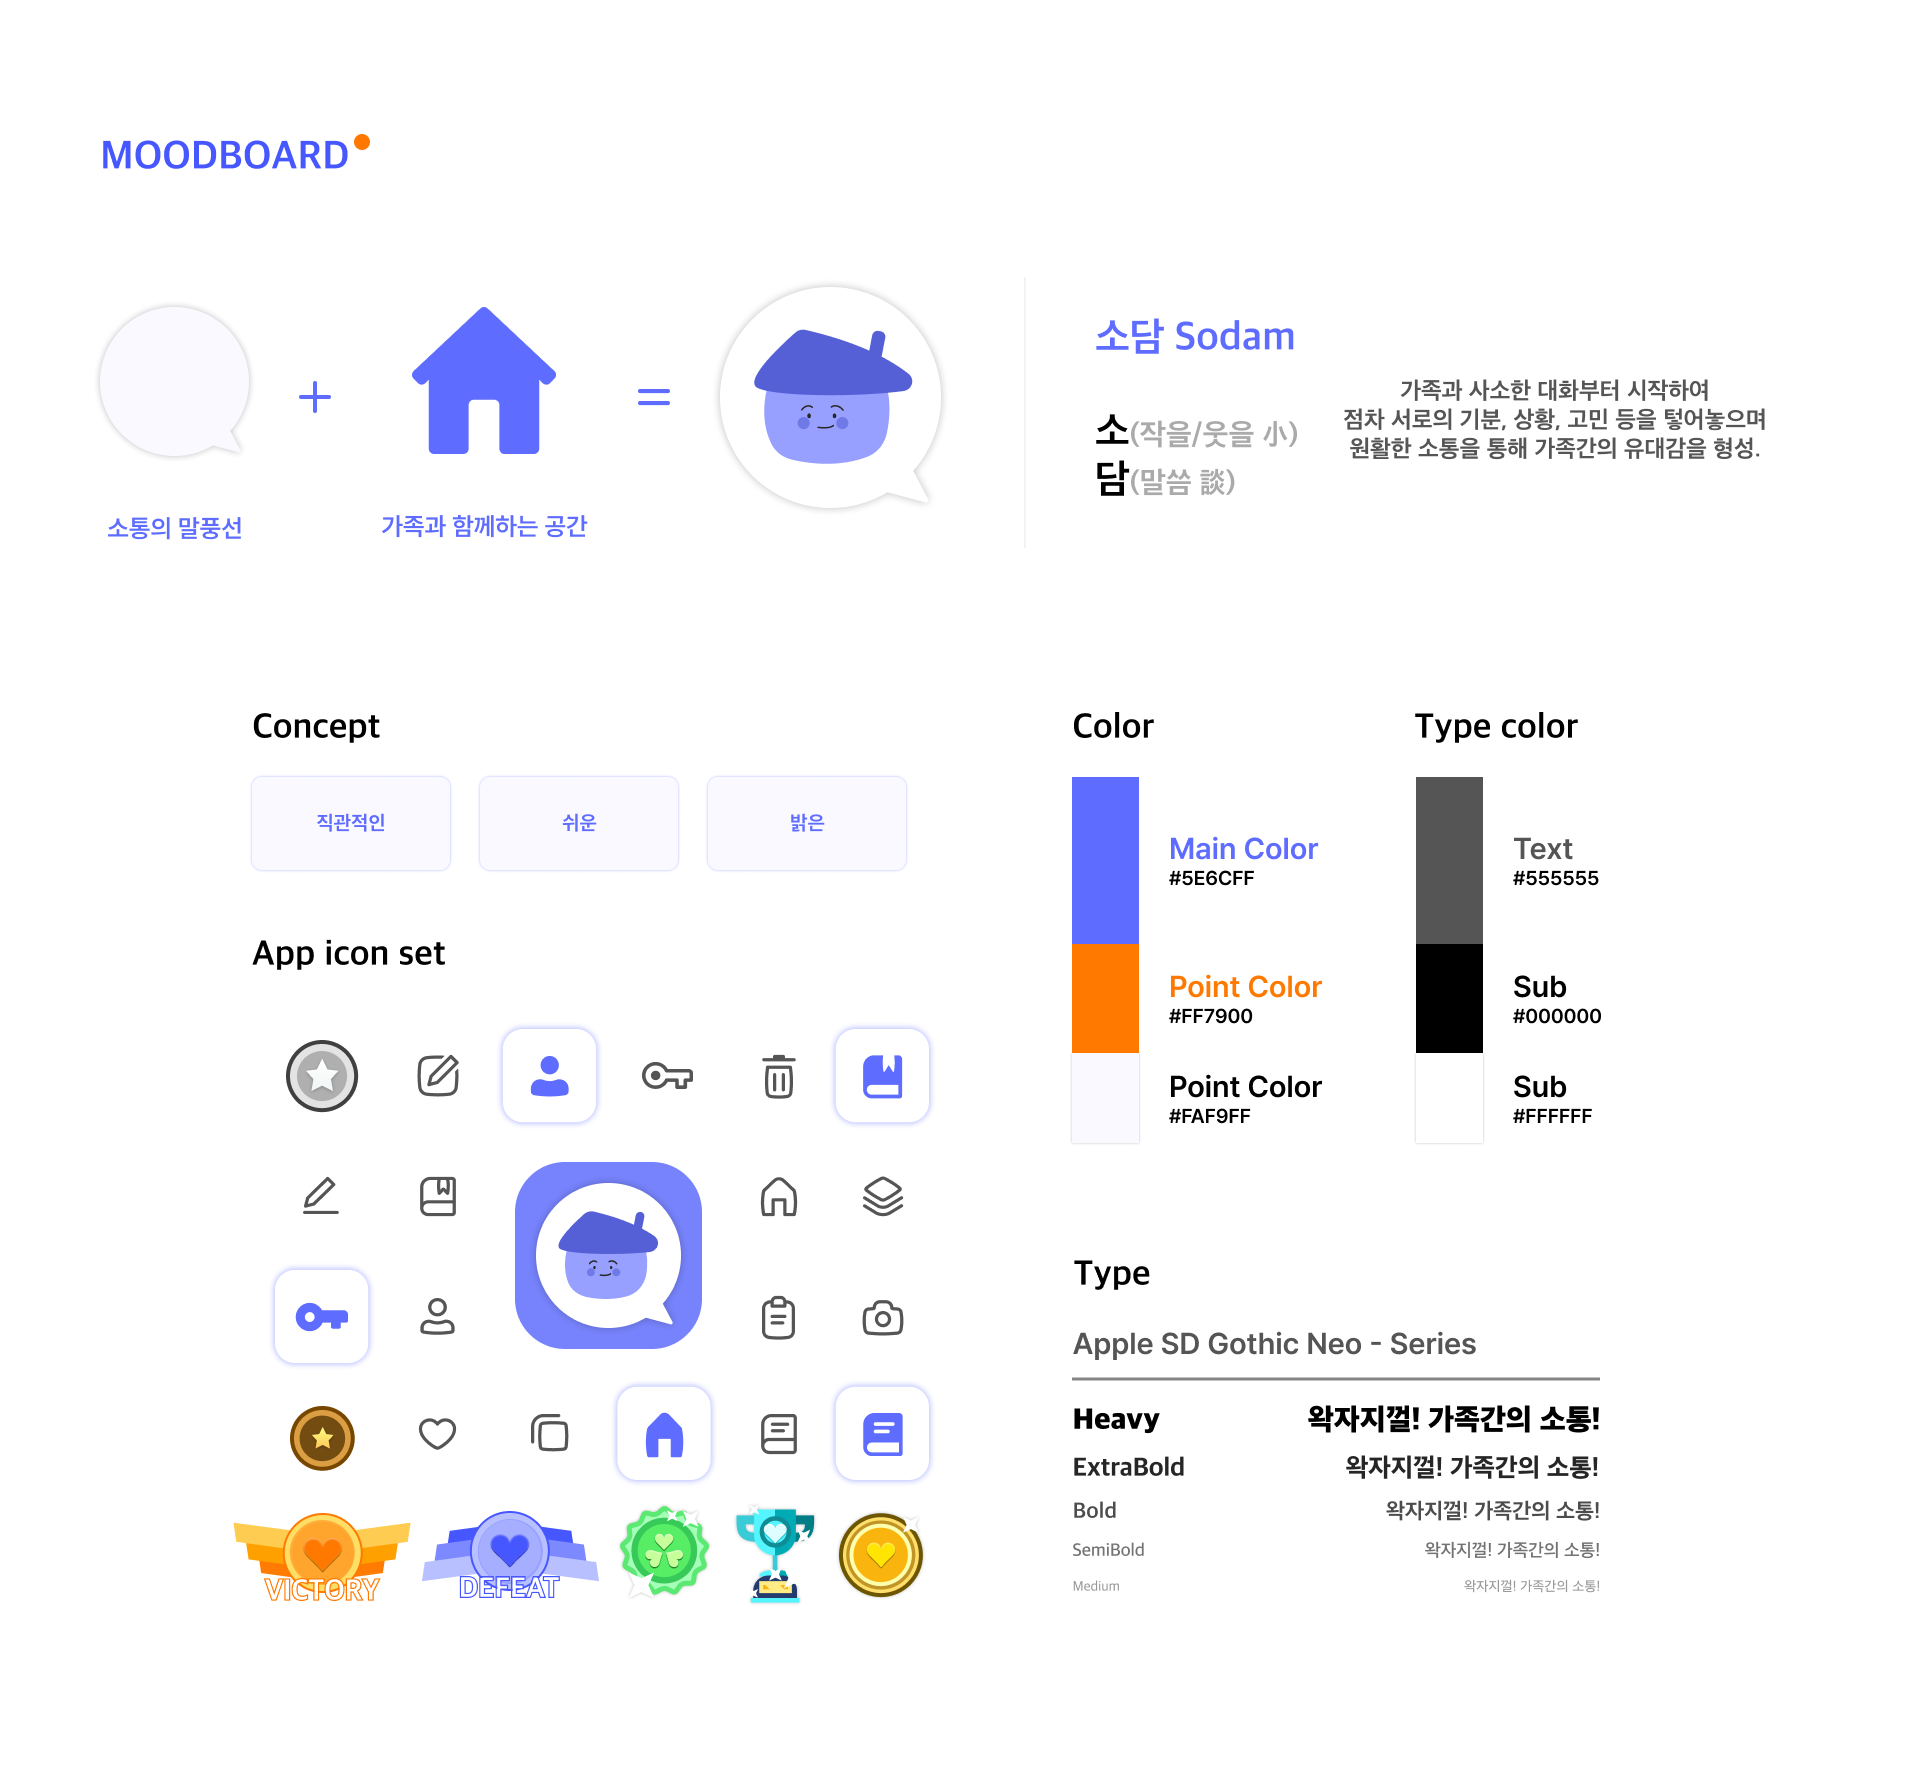 MOODBOARD
소통의 말풍선
가족과 함께하는 공간
소담 Sodam
소(작을/웃을 小)
담(말씀 談)
가족과 사소한 대화부터 시작하여
점차 서로의 기분, 상황, 고민 등을 털어놓으며
원활한 소통을 통해 가족간의 유대감을 형성.
Concept
직관적인
쉬운
밝은
App icon set
VICTORY
DEFEAT
Color
Main Color
#5E6CFF
Point Color
#FF7900
Point Color
#FAF9FF
Type color
Text
#555555
Sub
#000000
Sub
#FFFFFF
Type
Apple SD Gothic Neo - Series
Heavy 왁자지껄! 가족간의 소통!
ExtraBold 왁자지껄! 가족간의 소통!
Bold 왁자지껄! 가족간의 소통!
SemiBold 왁자지껄! 가족간의 소통!
Medium 왁자지껄! 가족간의 소통!